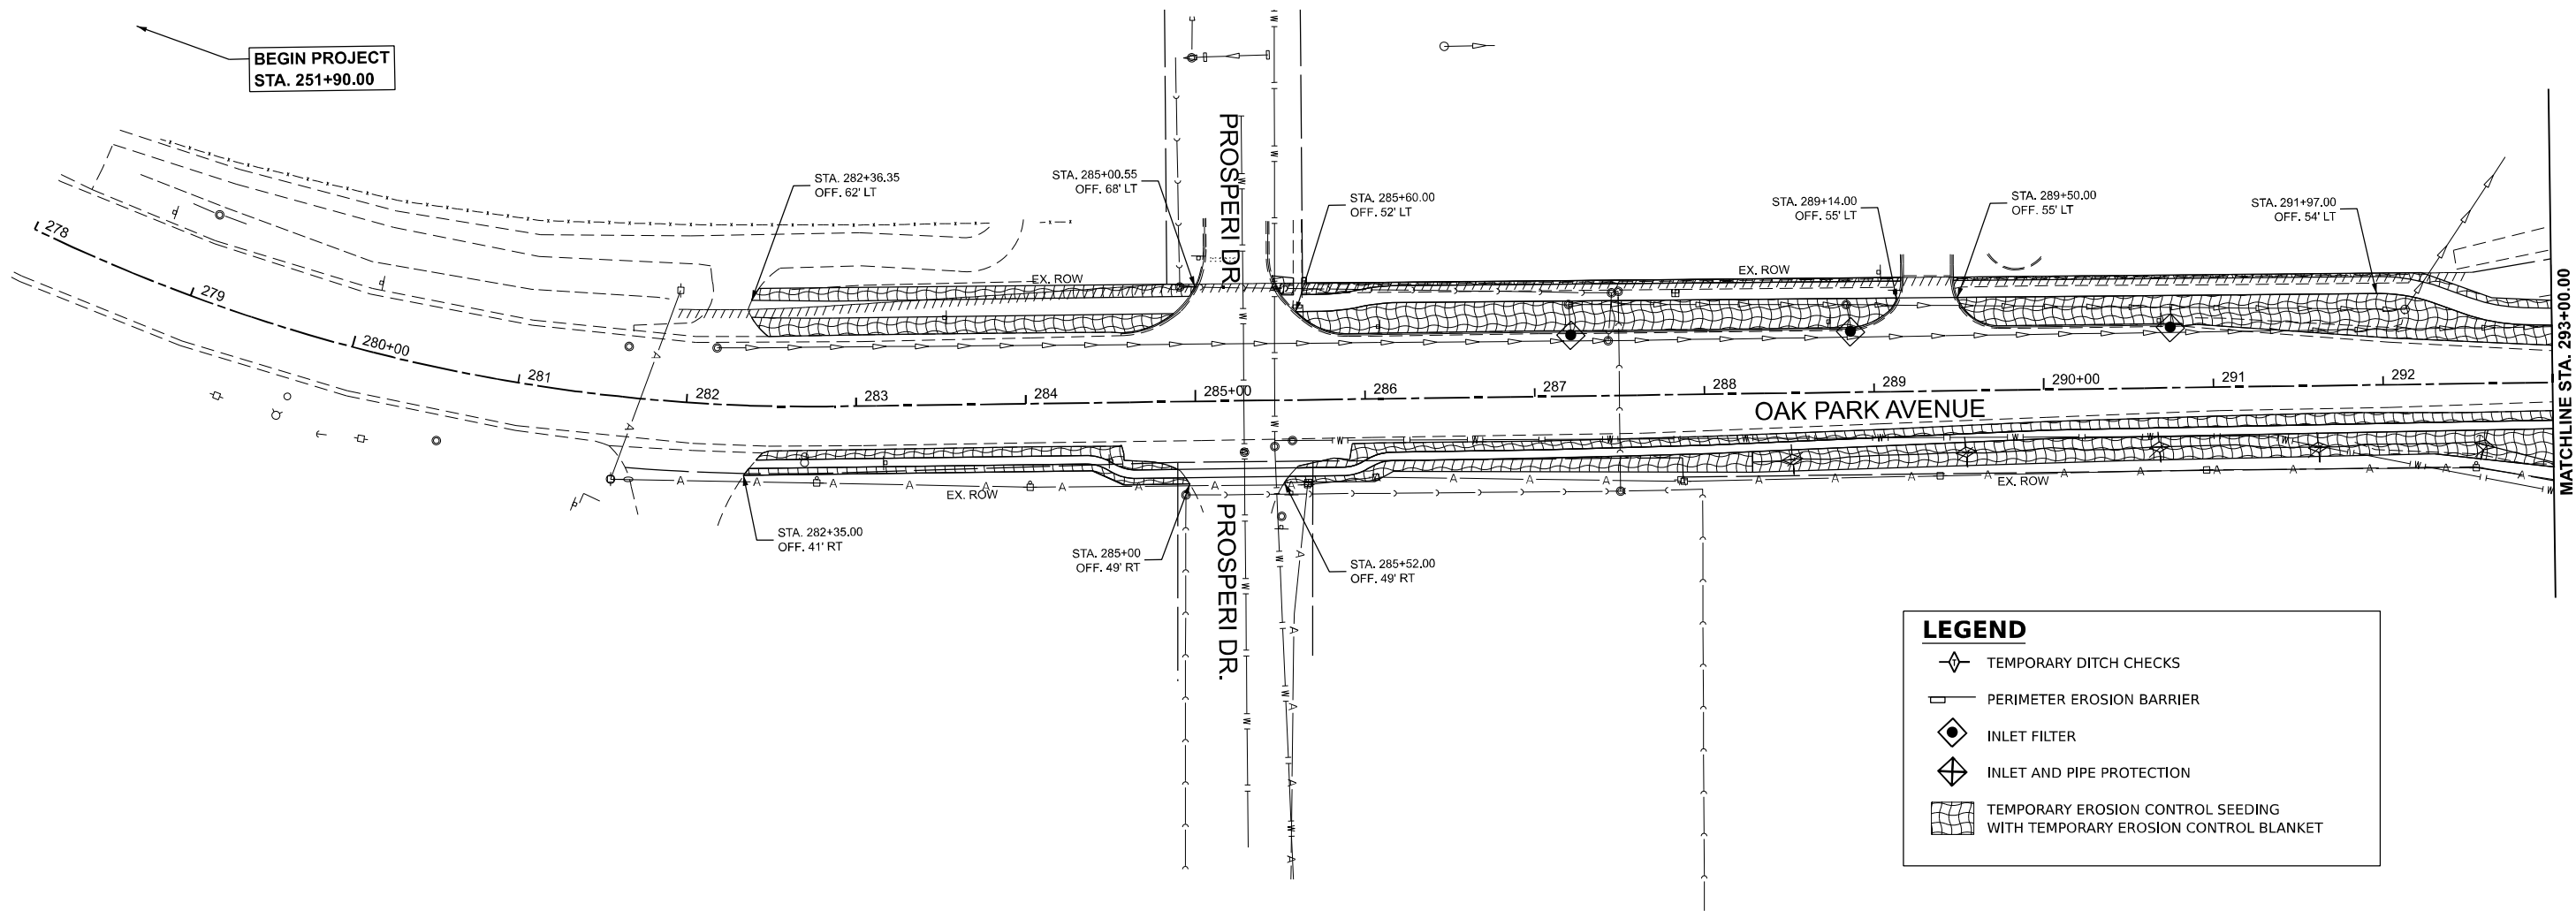 BEGIN PROJECT
STA. 251+90.00
STA. 282+36.35
OFF. 62' LT
STA. 285+00.55
OFF. 68' LT
PROSPERI DR.
STA. 285+60.00
OFF. 52' LT
STA. 289+14.00
OFF. 55' LT
STA. 289+50.00
OFF. 55' LT
STA. 291+97.00
OFF. 54' LT
EX. ROW
EX. ROW
278
279
280+00
281
282
283
284
285+00
286
287
288
289
290+00
291
292
OAK PARK AVENUE
MATCHLINE STA. 293+00.00
EX. ROW
EX. ROW
STA. 282+35.00
OFF. 41' RT
STA. 285+00
OFF. 49' RT
PROSPERI DR.
STA. 285+52.00
OFF. 49' RT
LEGEND
TEMPORARY DITCH CHECKS
PERIMETER EROSION BARRIER
INLET FILTER
INLET AND PIPE PROTECTION
TEMPORARY EROSION CONTROL SEEDING
WITH TEMPORARY EROSION CONTROL BLANKET